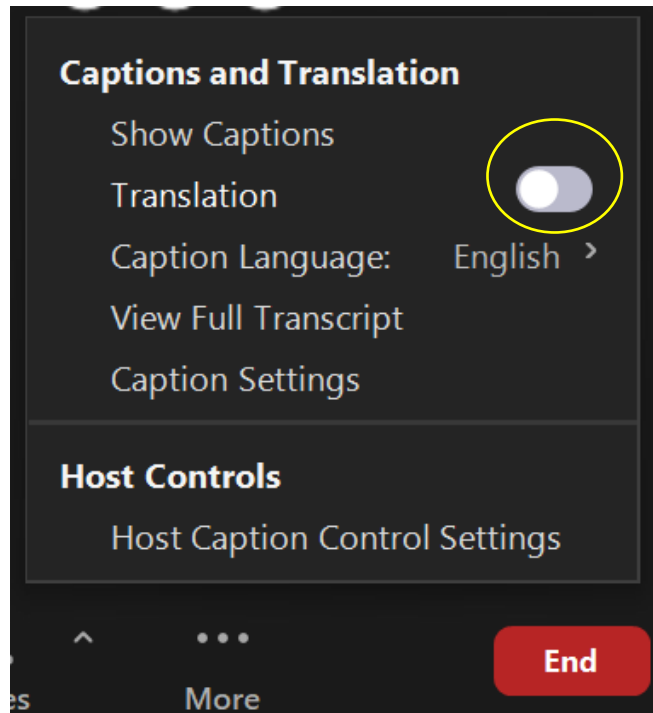 Captions and Translation
Show Captions
Translation
Caption Language: English >
View Full Transcript
Caption Settings
Host Controls
Host Caption Control Settings
End
es More